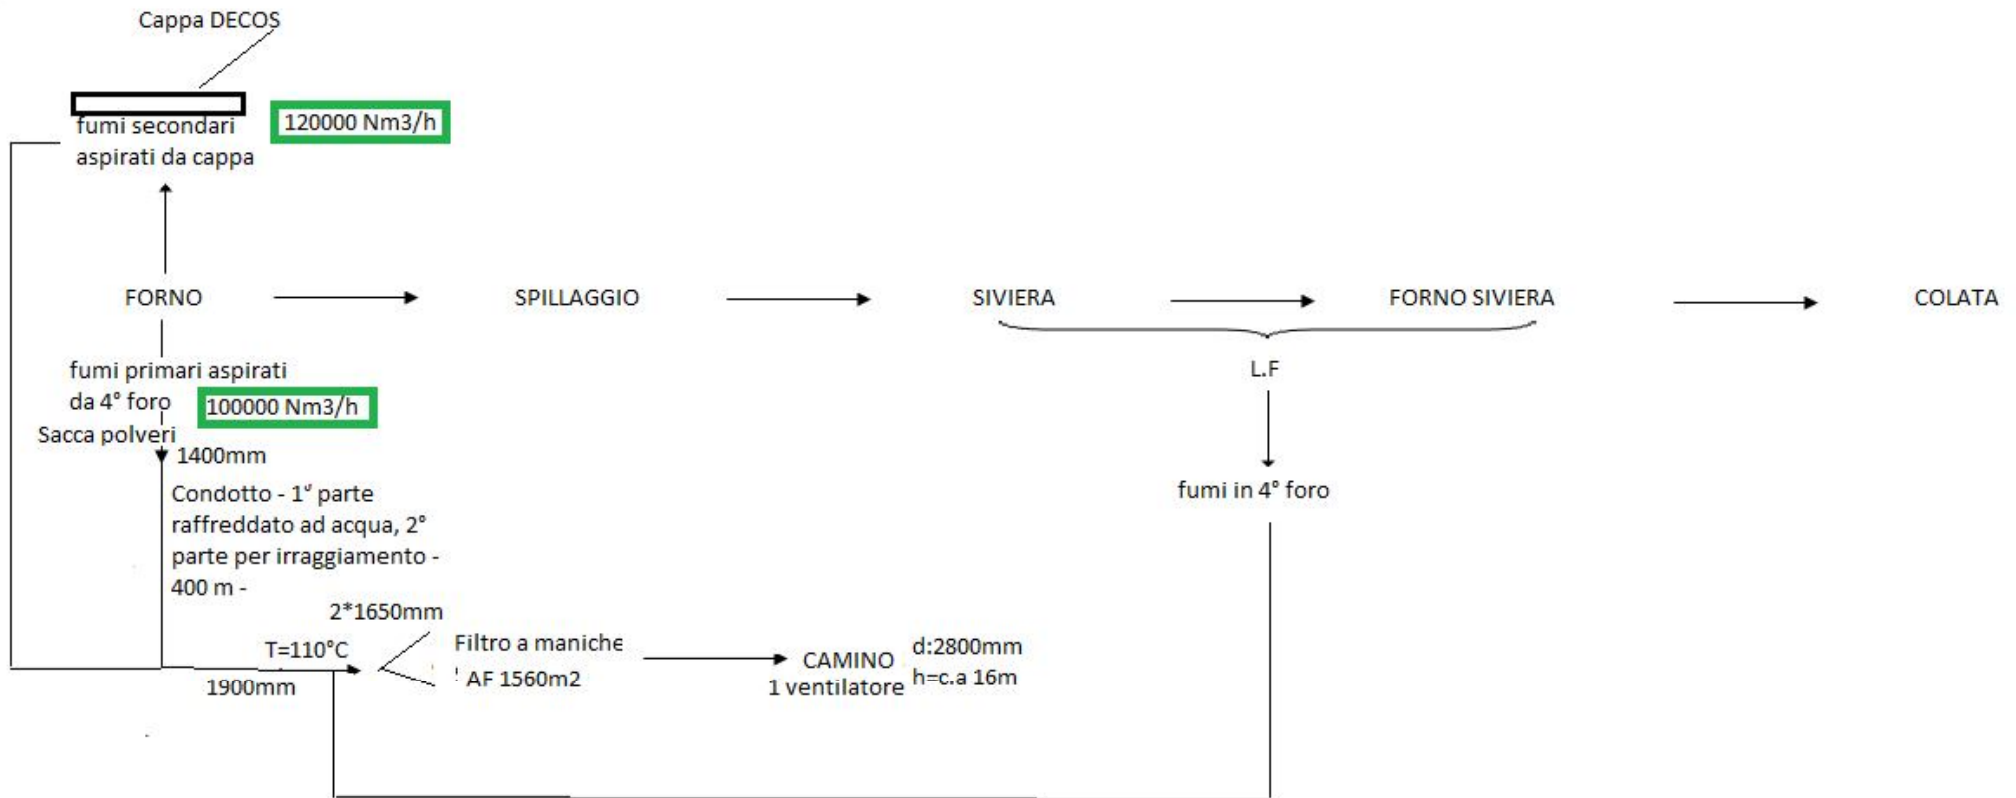 Cappa DECOS
fumi secondari
aspirati da cappa
120000 Nm3/h
FORNO
SPILLAGGIO
SIVIERA
FORNO SIVIERA
COLATA
fumi primari aspirati
da 4° foro
100000 Nm3/h
Sacca polveri
1400mm
L.F
fumi in 4° foro
Condotto - 1° parte
raffreddato ad acqua, 2°
parte per irraggiamento -
400 m -
2*1650mm
T=110°C
1900mm
Filtro a maniche
AF 1560m2
CAMINO
1 ventilatore
d:2800mm
h=c.a 16m